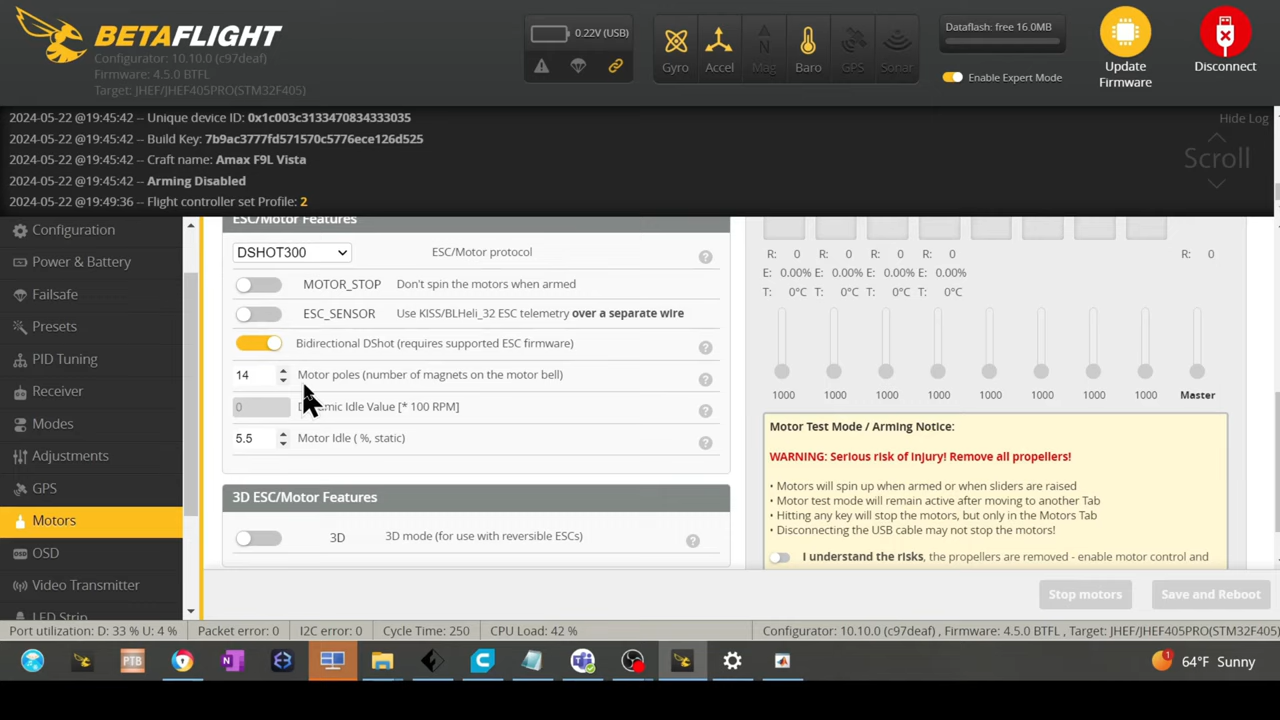 BETAFLIGHT
Configurator: 10.10.0 (c97deaf)
Firmware: 4.5.0 BTFL
Target: JHEF/JHEF405PRO(STM32F405)
0.22V (USB)
Gyro
Accel
Mag
Baro
GPS
Sonar
Dataflash: free 16.0MB
Enable Expert Mode
Update
Firmware
Disconnect
2024-05-22 @19:45:42 -- Unique device ID: 0x1c003c3133470834333035
2024-05-22 @19:45:42 -- Build Key: 7b9ac3777fd571570c5776ece126d525
2024-05-22 @19:45:42 -- Craft name: Amax F9L Vista
2024-05-22 @19:45:42 -- Arming Disabled
2024-05-22 @19:49:36 -- Flight controller set Profile: 2
Hide Log
Scroll
Configuration
Power & Battery
Failsafe
Presets
PID Tuning
Receiver
Modes
Adjustments
GPS
Motors
OSD
Video Transmitter
LED Strip
ESC/Motor Features
DSHOT300 ESC/Motor protocol ?
MOTOR_STOP Don't spin the motors when armed
ESC_SENSOR Use KISS/BLHeli_32 ESC telemetry over a separate wire
Bidirectional DShot (requires supported ESC firmware) ?
14 Motor poles (number of magnets on the motor bell) ?
0 Idle Value [* 100 RPM] ?
5.5 Motor Idle ( %, static) ?
3D ESC/Motor Features
3D 3D mode (for use with reversible ESCs) ?
R: 0 R: 0 R: 0 R: 0 R: 0
E: 0.00% E: 0.00% E: 0.00% E: 0.00%
T: 0°C T: 0°C T: 0°C T: 0°C
1000 1000 1000 1000 1000 1000 1000 1000 Master
Motor Test Mode / Arming Notice:
WARNING: Serious risk of Injury! Remove all propellers!
• Motors will spin up when armed or when sliders are raised
• Motor test mode will remain active after moving to another Tab
• Hitting any key will stop the motors, but only in the Motors Tab
• Disconnecting the USB cable may not stop the motors!
I understand the risks, the propellers are removed - enable motor control and
Stop motors
Save and Reboot
Port utilization: D: 33 % U: 4 % Packet error: 0 I2C error: 0 Cycle Time: 250 CPU Load: 42 % Configurator: 10.10.0 (c97deaf) , Firmware: 4.5.0 BTFL , Target: JHEF/JHEF405PRO(STM32F405)
PTB
1
64°F Sunny